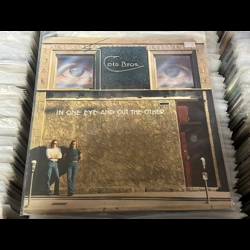 Cate Bros.
IN ONE EYE AND OUT THE OTHER